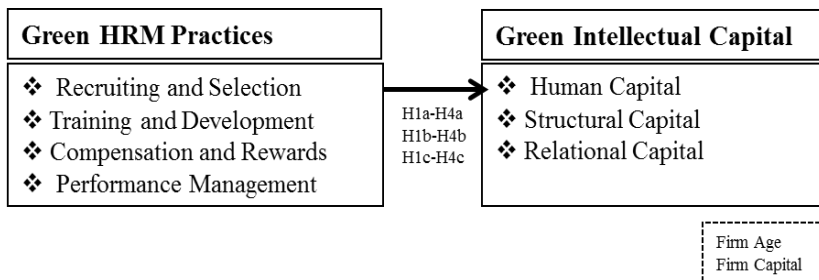 Green HRM Practices
❖ Recruiting and Selection
❖ Training and Development
❖ Compensation and Rewards
❖ Performance Management
H1a-H4a
H1b-H4b
H1c-H4c
Green Intellectual Capital
❖ Human Capital
❖ Structural Capital
❖ Relational Capital
Firm Age
Firm Capital